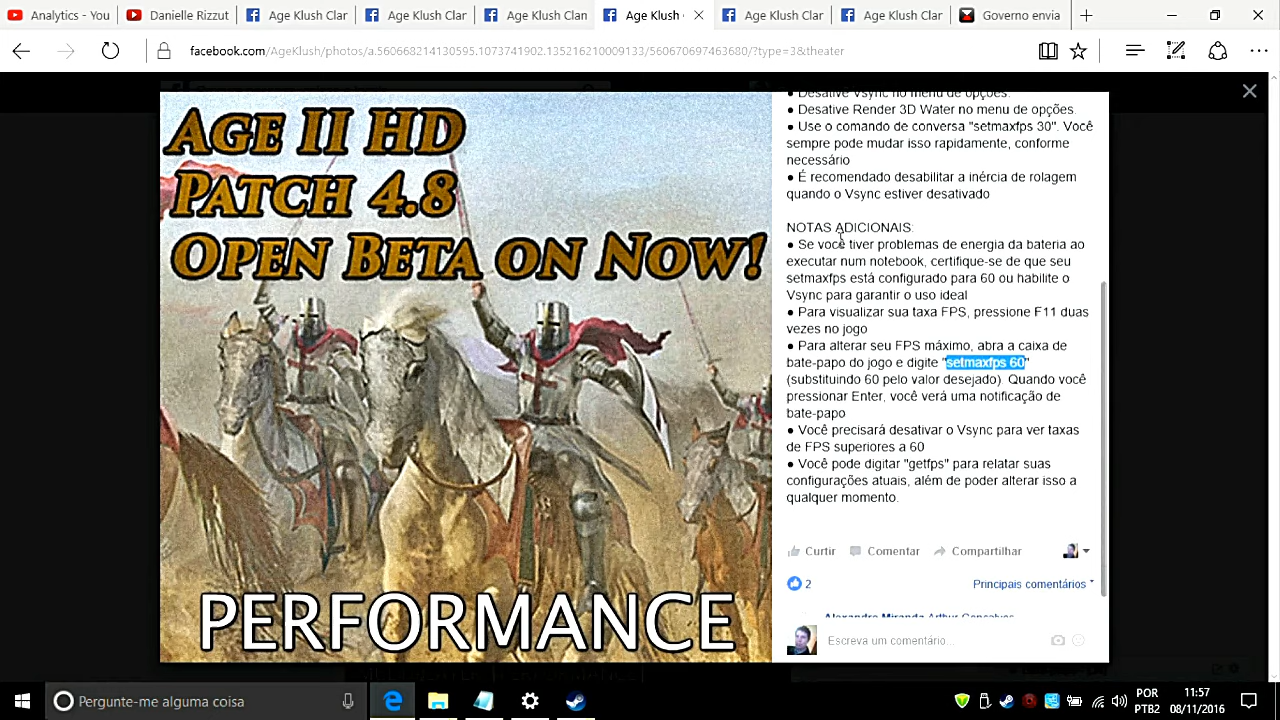 Analytics - You
Danielle Rizzut
Age Klush Clar
Age Klush Clar
Age Klush Clan
Age Klush
Age Klush Clar
Age Klush Clar
Governo envia
facebook.com/AgeKlush/photos/a.560668214130595.1073741902.135216210009133/560670697463680/?type=3&theater
AGE II HD
PATCH 4.8
OPEN BETA ON NOW!
PERFORMANCE
● Desative Vsync no menu de opções.
● Desative Render 3D Water no menu de opções.
● Use o comando de conversa "setmaxfps 30". Você
sempre pode mudar isso rapidamente, conforme
necessário
● É recomendado desabilitar a inércia de rolagem
quando o Vsync estiver desativado
NOTAS ADICIONAIS:
● Se você tiver problemas de energia da bateria ao
executar num notebook, certifique-se de que seu
setmaxfps está configurado para 60 ou habilite o
Vsync para garantir o uso ideal
● Para visualizar sua taxa FPS, pressione F11 duas
vezes no jogo
● Para alterar seu FPS máximo, abra a caixa de
bate-papo do jogo e digite "setmaxfps 60"
(substituindo 60 pelo valor desejado). Quando você
pressionar Enter, você verá uma notificação de
bate-papo
● Você precisará desativar o Vsync para ver taxas
de FPS superiores a 60
● Você pode digitar "getfps" para relatar suas
configurações atuais, além de poder alterar isso a
qualquer momento.
Curtir Comentar Compartilhar
2
Principais comentários
Alexandre Miranda Arthur Gonçalves
Escreva um comentário...
Pergunte-me alguma coisa
POR
PTB2
11:57
08/11/2016